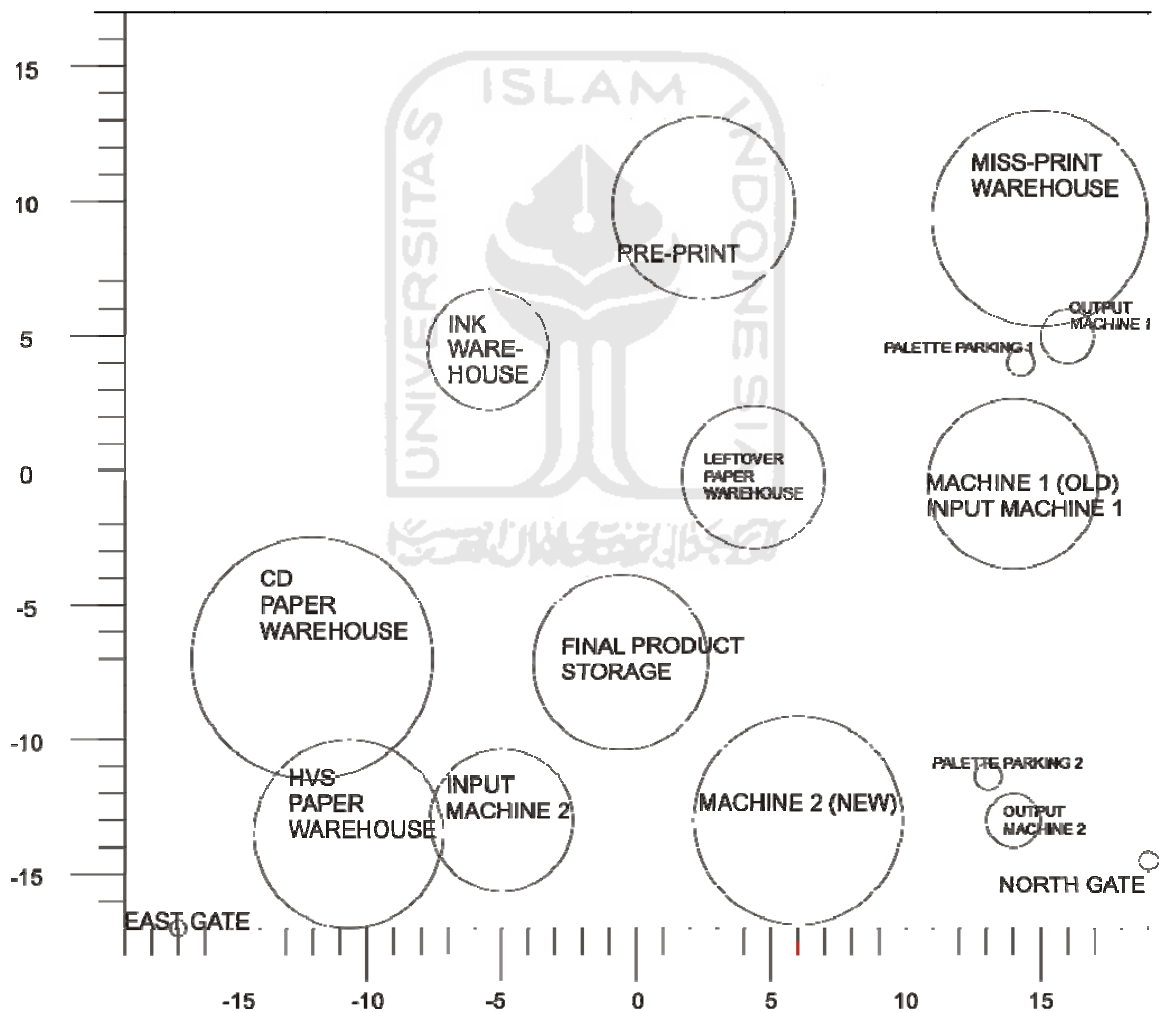 15
ISLAM
UNIVERSITAS
INDONESIA
MISS-PRINT
WAREHOUSE
10
PRE-PRINT
OUTPUT
MACHINE 1
INK
WARE-
HOUSE
5
PALETTE PARKING 1
LEFTOVER
PAPER
WAREHOUSE
0
MACHINE 1 (OLD)
INPUT MACHINE 1
CD
PAPER
WAREHOUSE
-5
FINAL PRODUCT
STORAGE
-10
PALETTE PARKING 2
HVS
PAPER
WAREHOUSE
INPUT
MACHINE 2
MACHINE 2 (NEW)
OUTPUT
MACHINE 2
-15
NORTH GATE
EAST GATE
-15 -10 -5 0 5 10 15